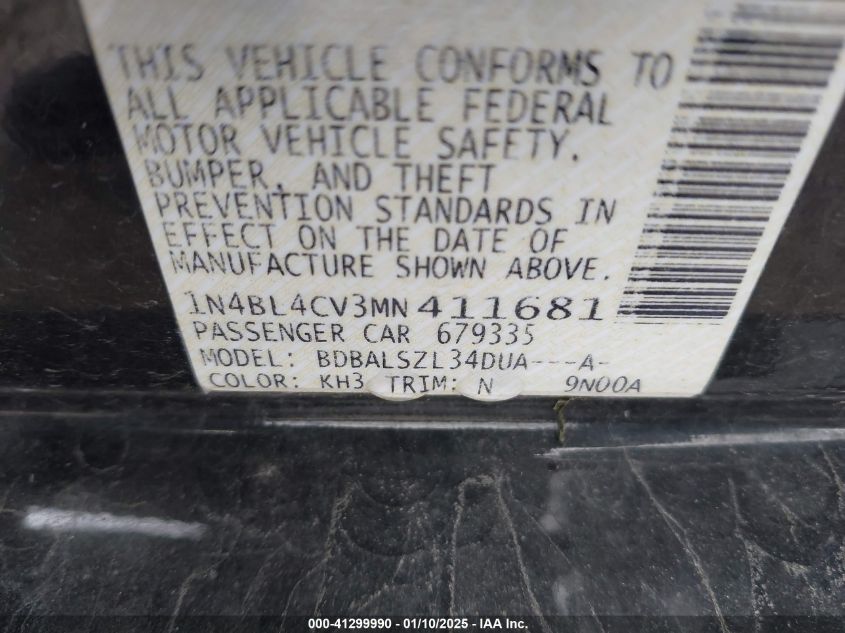 THIS VEHICLE CONFORMS TO
ALL APPLICABLE FEDERAL
MOTOR VEHICLE SAFETY,
BUMPER, AND THEFT
PREVENTION STANDARDS IN
EFFECT ON THE DATE OF
MANUFACTURE SHOWN ABOVE.
1N4BL4CV3MN411681
PASSENGER CAR 679335
MODEL: BDBALSZL34DUA---A-
COLOR: KH3 TRIM: N 9N00A
000-41299990 - 01/10/2025 - IAA Inc.